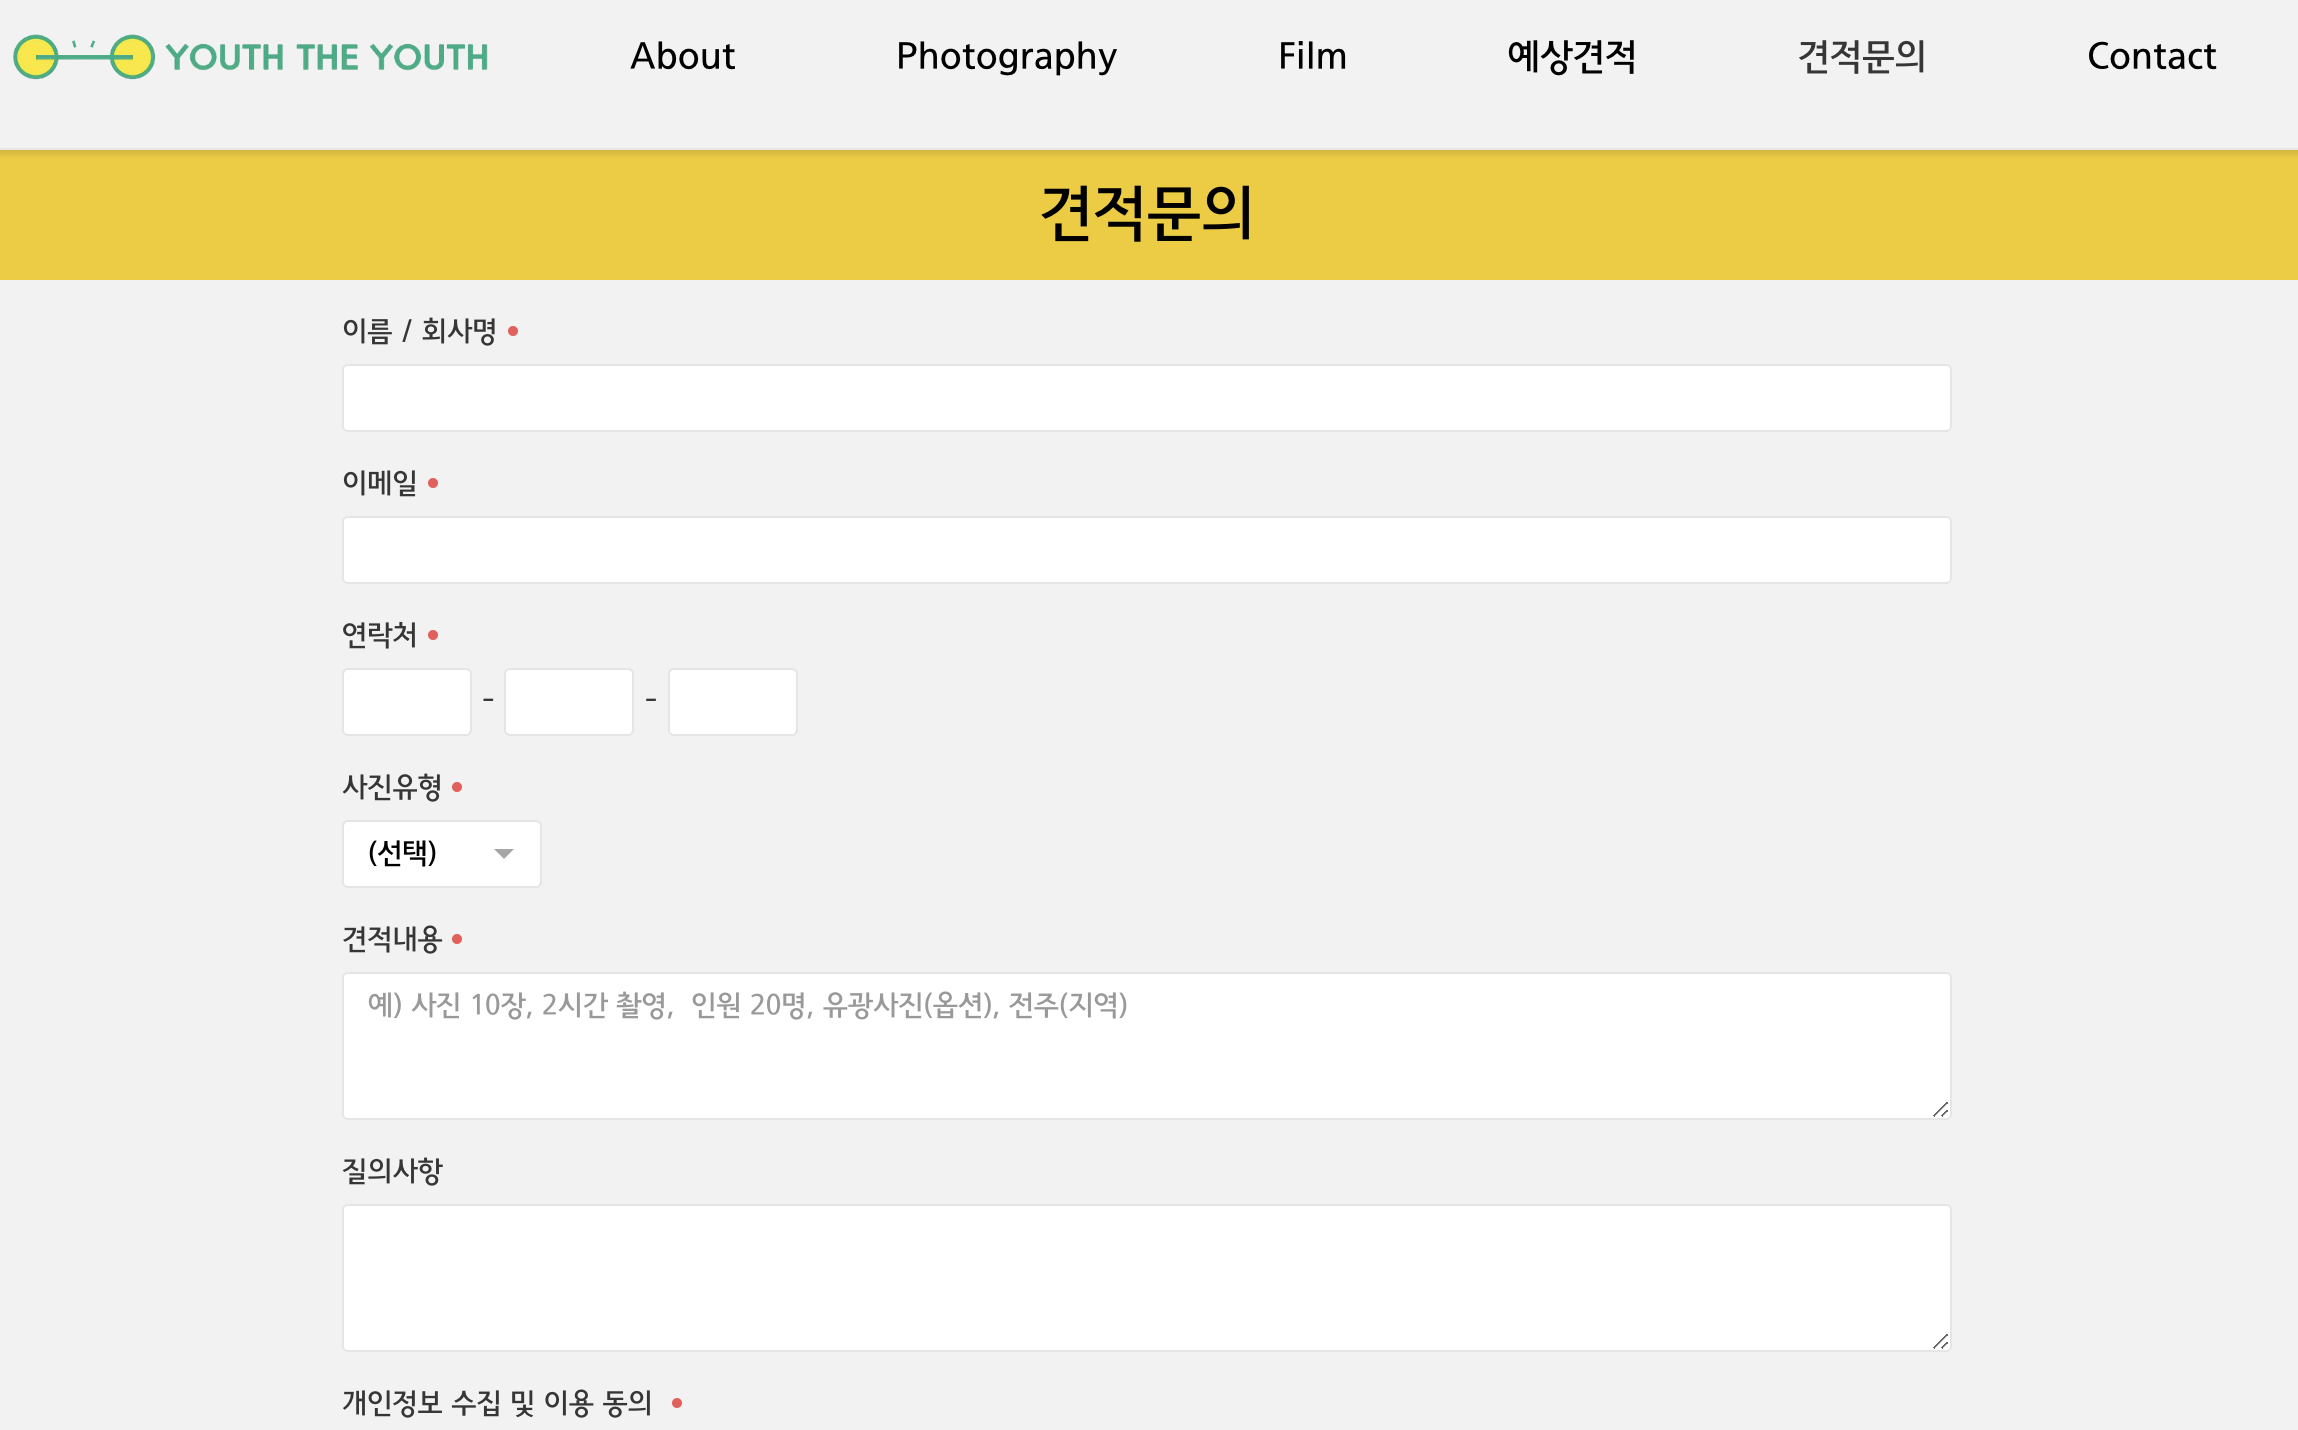 YOUTH THE YOUTH About Photography Film 예상견적 견적문의 Contact
견적문의
이름 / 회사명
이메일
연락처
- -
사진유형
(선택)
견적내용
예) 사진 10장, 2시간 촬영,  인원 20명, 유광사진(옵션), 전주(지역)
질의사항
개인정보 수집 및 이용 동의